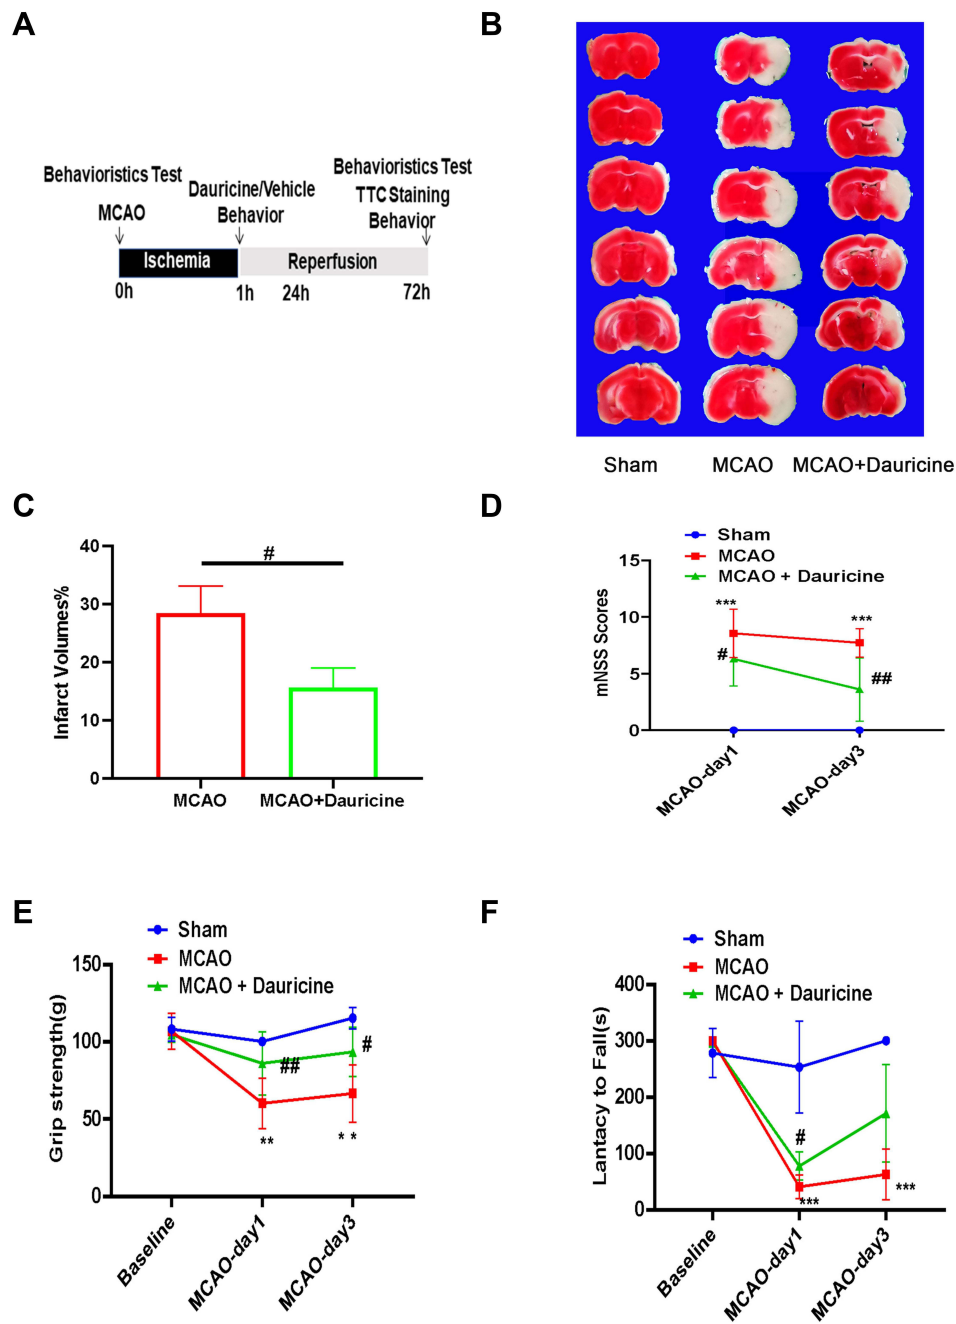 A
Behavioristics Test
MCAO
Dauricine/Vehicle
Behavior
Behavioristics Test
TTC Staining
Behavior
Ischemia
Reperfusion
0h
1h
24h
72h
B
Sham
MCAO
MCAO+Dauricine
C
Infarct Volumes%
40
30
20
10
0
#
MCAO
MCAO+Dauricine
D
Sham
MCAO
MCAO + Dauricine
mNSS Scores
15
10
5
0
***
***
#
##
MCAO-day1
MCAO-day3
E
Sham
MCAO
MCAO + Dauricine
Grip strength(g)
150
100
50
0
##
#
**
* *
Baseline
MCAO-day1
MCAO-day3
F
Sham
MCAO
MCAO + Dauricine
Lantacy to Fall(s)
400
300
200
100
0
#
***
***
Baseline
MCAO-day1
MCAO-day3